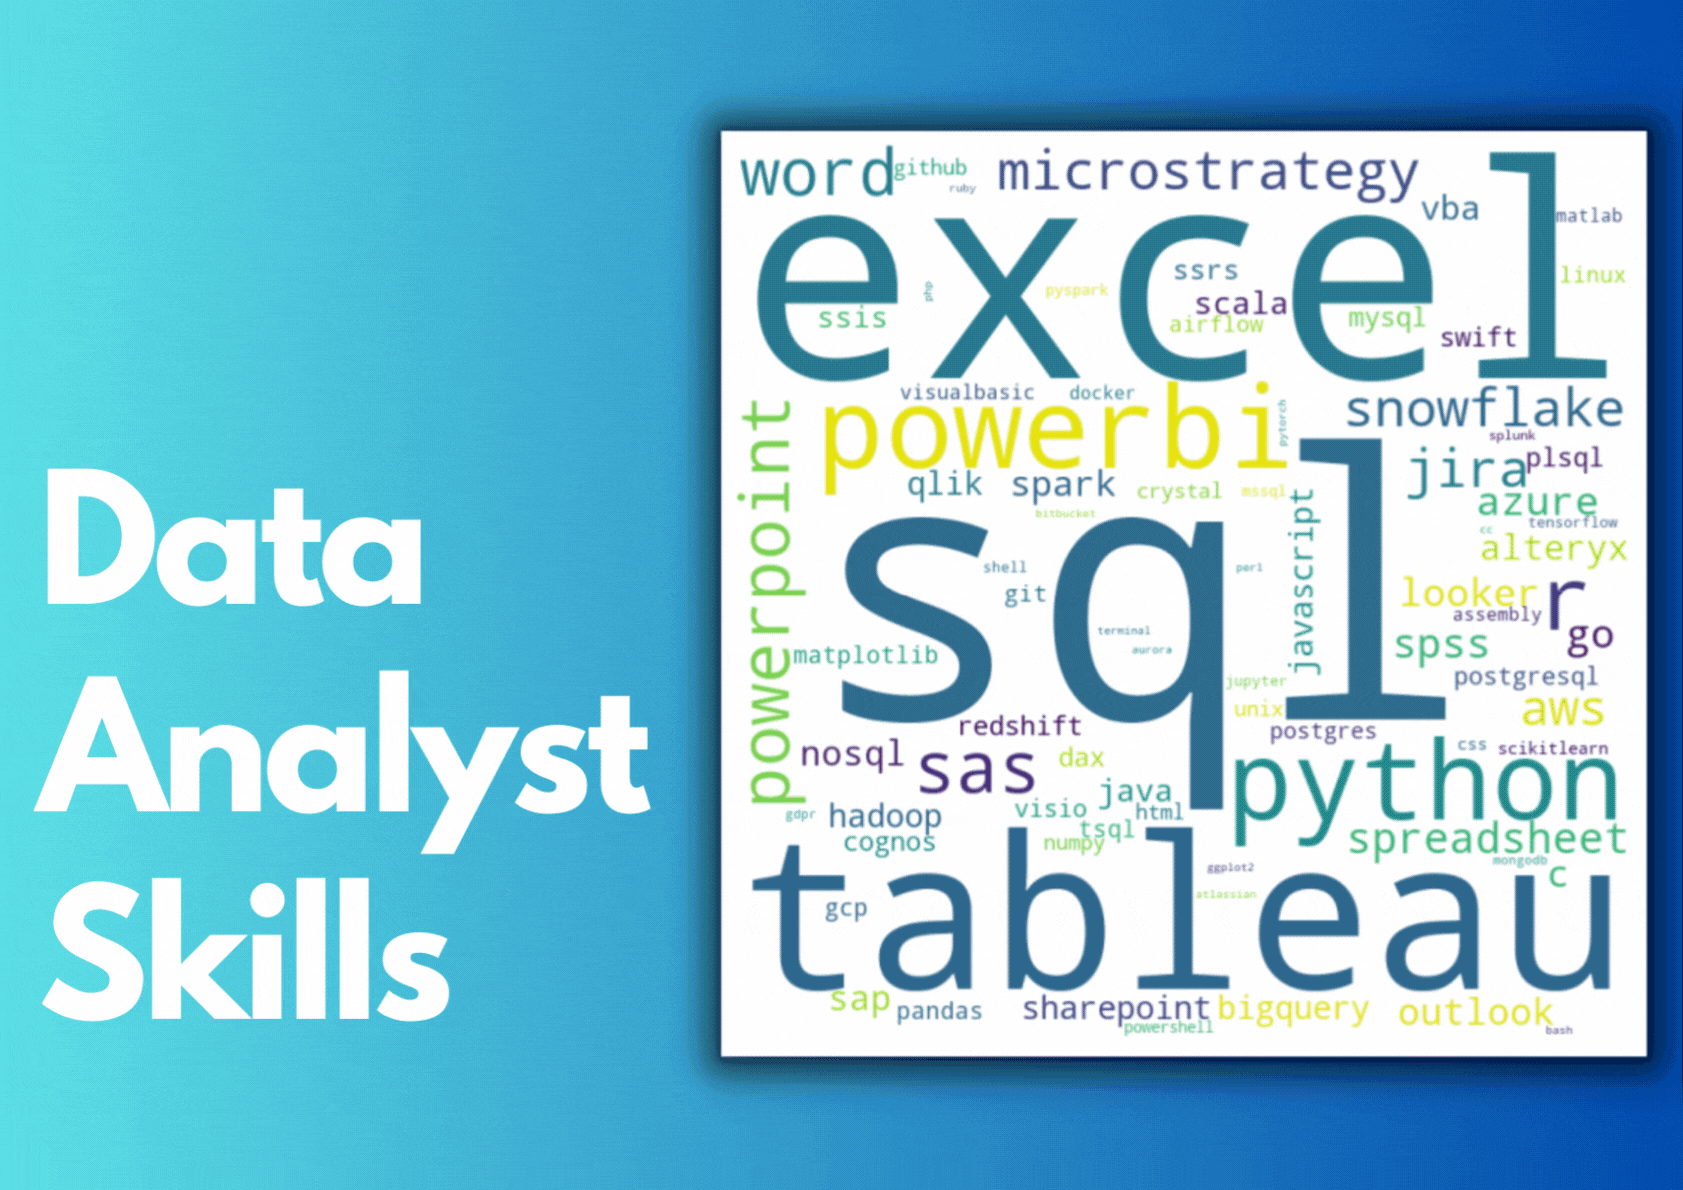 Data
Analyst
Skills
word
github
ruby
microstrategy
vba
matlab
excel
ssrs
linux
php
pyspark
scala
ssis
airflow
mysql
swift
visualbasic
docker
powerbi
pytorch
snowflake
splunk
powerpoint
jira
plsql
qlik
spark
crystal
mssql
azure
bitbucket
tensorflow
cc
alteryx
sql
javascript
shell
perl
git
looker
r
assembly
terminal
go
spss
aurora
matplotlib
jupyter
postgresql
unix
aws
redshift
postgres
nosql
sas
dax
css
scikitlearn
python
java
visio
html
gdpr
hadoop
tsql
cognos
numpy
spreadsheet
mongodb
c
ggplot2
tableau
atlassian
gcp
sap
pandas
sharepoint
bigquery
outlook
powershell
bash